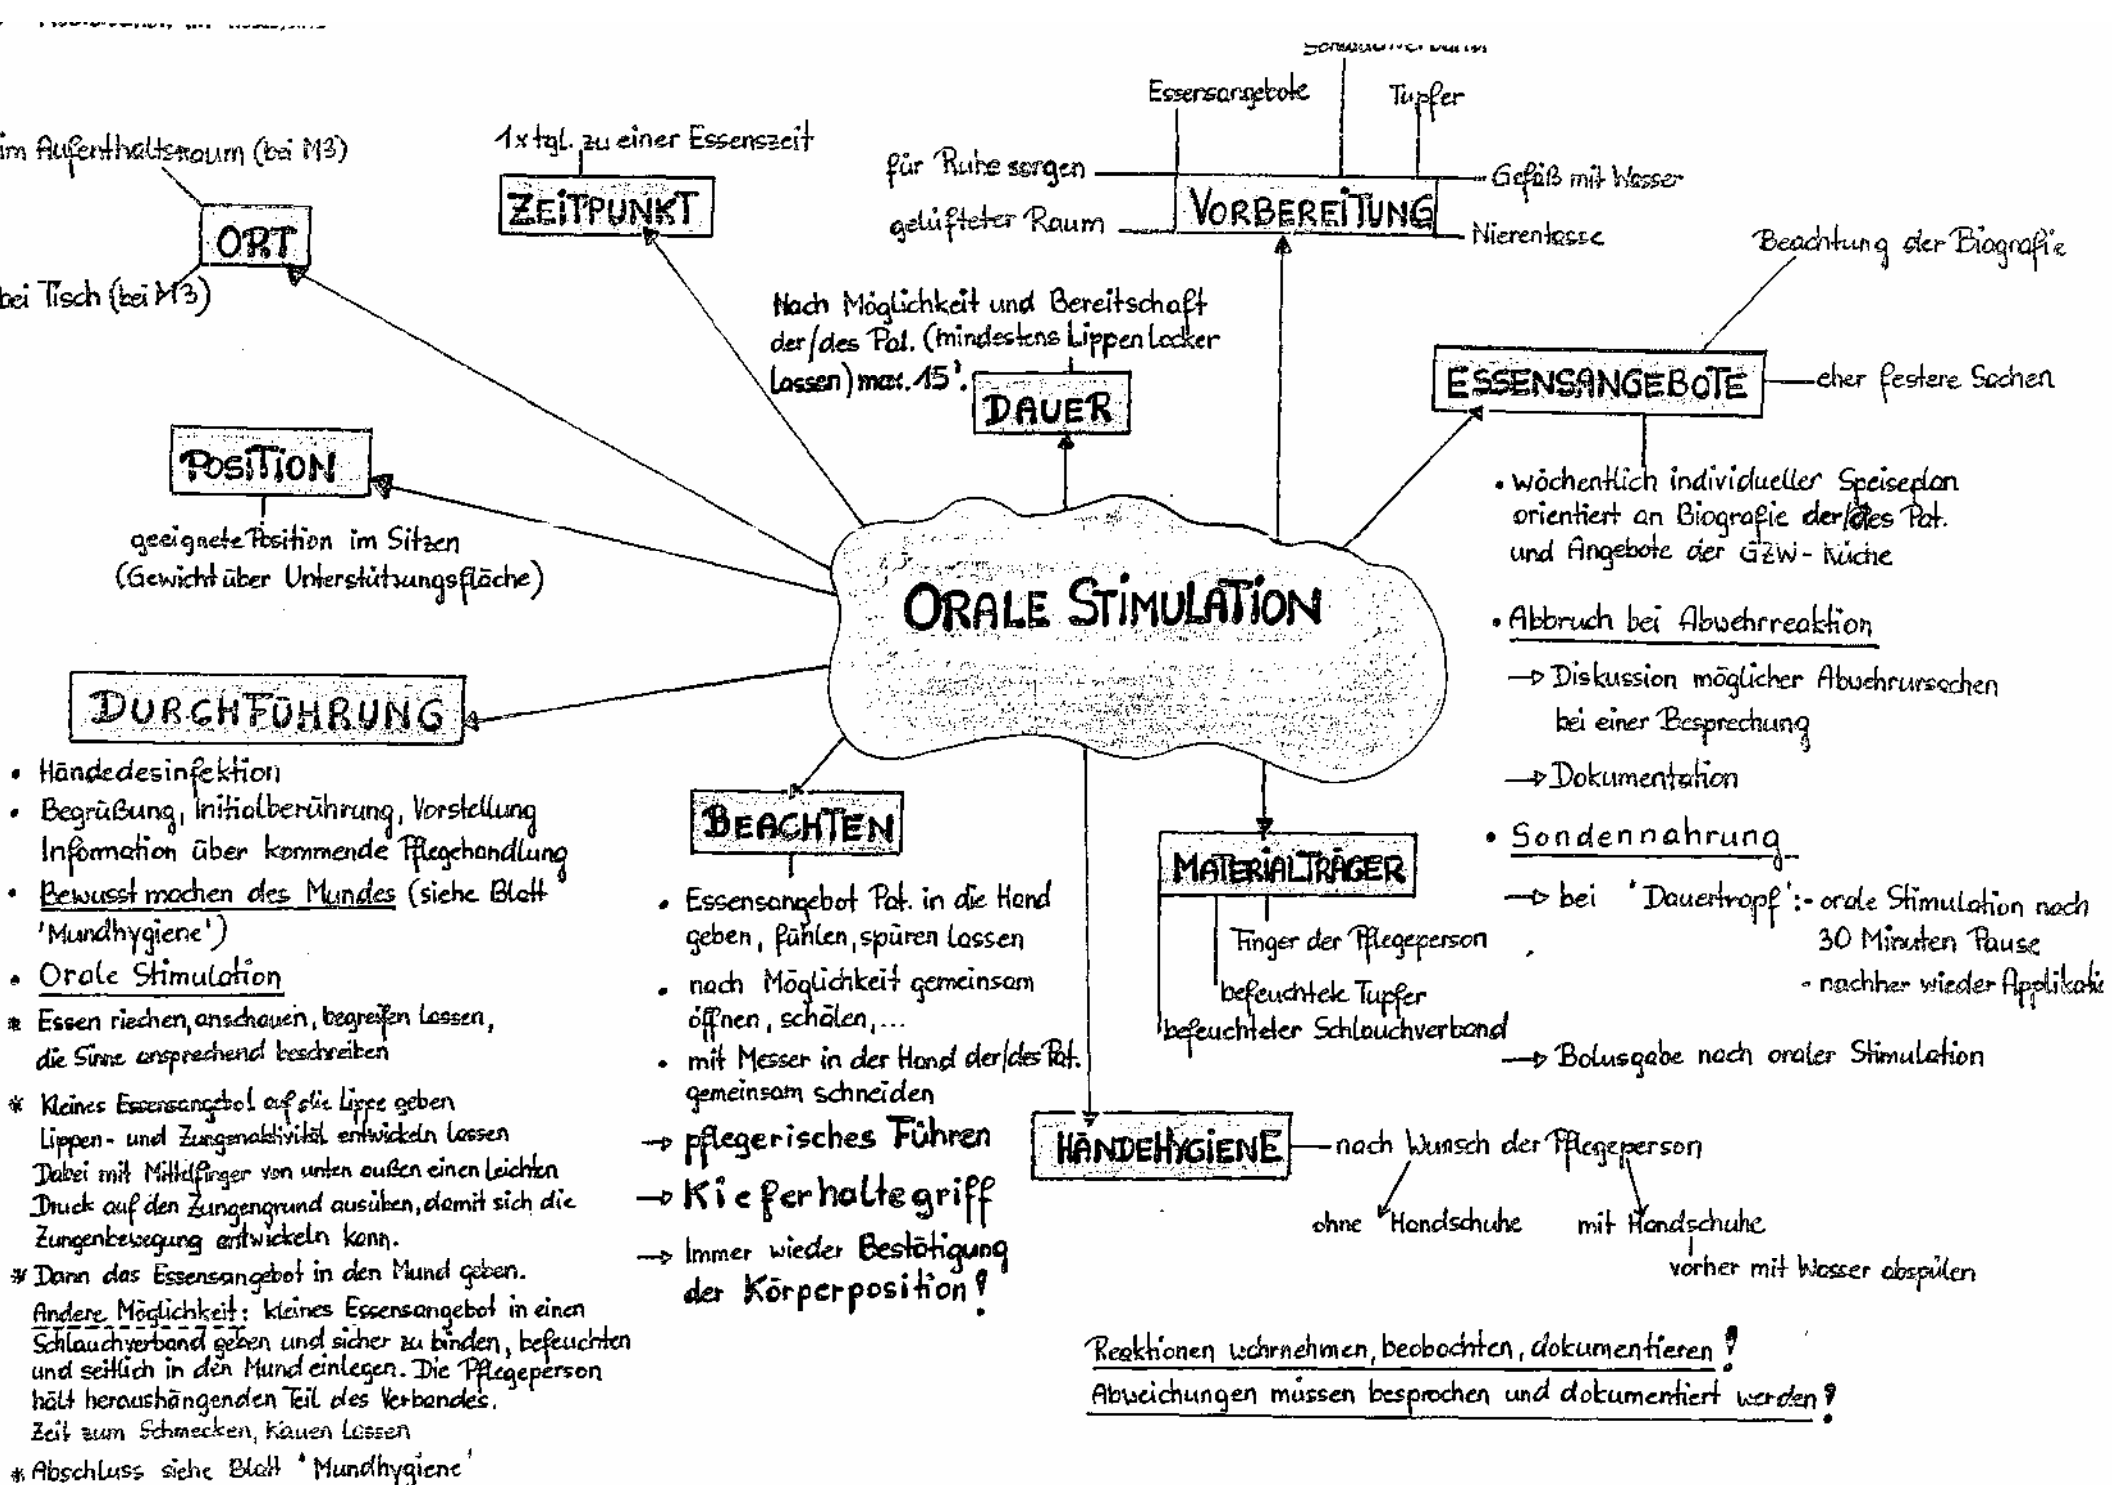 im Aufenthaltsraum (bei M3)
ORT
bei Tisch (bei M3)
1x tgl. zu einer Essenszeit
ZEITPUNKT
Essensangebote
Tupfer
für Ruhe sorgen
gelüfteter Raum
VORBEREITUNG
Gefäß mit Wasser
Nierentasse
Nach Möglichkeit und Bereitschaft
der/des Pat. (mindestens Lippen locker
lassen) max. 15'.
DAUER
Beachtung der Biografie
ESSENSANGEBOTE
eher festere Sachen
• wöchentlich individueller Speiseplan
orientiert an Biografie der/des Pat.
und Angebote der GZW-Küche
• Abbruch bei Abwehrreaktion
→ Diskussion möglicher Abwehrursachen
bei einer Besprechung
→ Dokumentation
• Sondennahrung
→ bei 'Dauertropf': - orale Stimulation nach
30 Minuten Pause
- nachher wieder Applikatio
→ Bolusgabe nach oraler Stimulation
POSITION
geeignete Position im Sitzen
(Gewicht über Unterstützungsfläche)
ORALE STIMULATION
DURCHFÜHRUNG
• Händedesinfektion
• Begrüßung, Initialberührung, Vorstellung
Information über kommende Pflegehandlung
• Bewusst machen des Mundes (siehe Blatt
'Mundhygiene')
• Orale Stimulation
* Essen riechen, anschauen, begreifen lassen,
die Sinne ansprechend beschreiben
* Kleines Essensangebot auf die Lippe geben
Lippen- und Zungenaktivität entwickeln lassen
Dabei mit Mittelfinger von unten außen einen leichten
Druck auf den Zungengrund ausüben, damit sich die
Zungenbewegung entwickeln kann.
* Dann das Essensangebot in den Mund geben.
Andere Möglichkeit: kleines Essensangebot in einen
Schlauchverband geben und sicher zu binden, befeuchten
und seitlich in den Mund einlegen. Die Pflegeperson
hält heraushängenden Teil des Verbandes.
Zeit zum Schmecken, Kauen lassen
* Abschluss siehe Blatt 'Mundhygiene'
BEACHTEN
• Essensangebot Pat. in die Hand
geben, fühlen, spüren lassen
• nach Möglichkeit gemeinsam
öffnen, schälen,...
• mit Messer in der Hand der/des Pat.
gemeinsam schneiden
→ pflegerisches Führen
→ Kieferhaltegriff
→ Immer wieder Bestätigung
der Körperposition!
MATERIALTRÄGER
Finger der Pflegeperson
befeuchtete Tupfer
befeuchteter Schlauchverband
HÄNDEHYGIENE
nach Wunsch der Pflegeperson
ohne Handschuhe
mit Handschuhe
vorher mit Wasser abspülen
Reaktionen wahrnehmen, beobachten, dokumentieren!
Abweichungen müssen besprochen und dokumentiert werden!